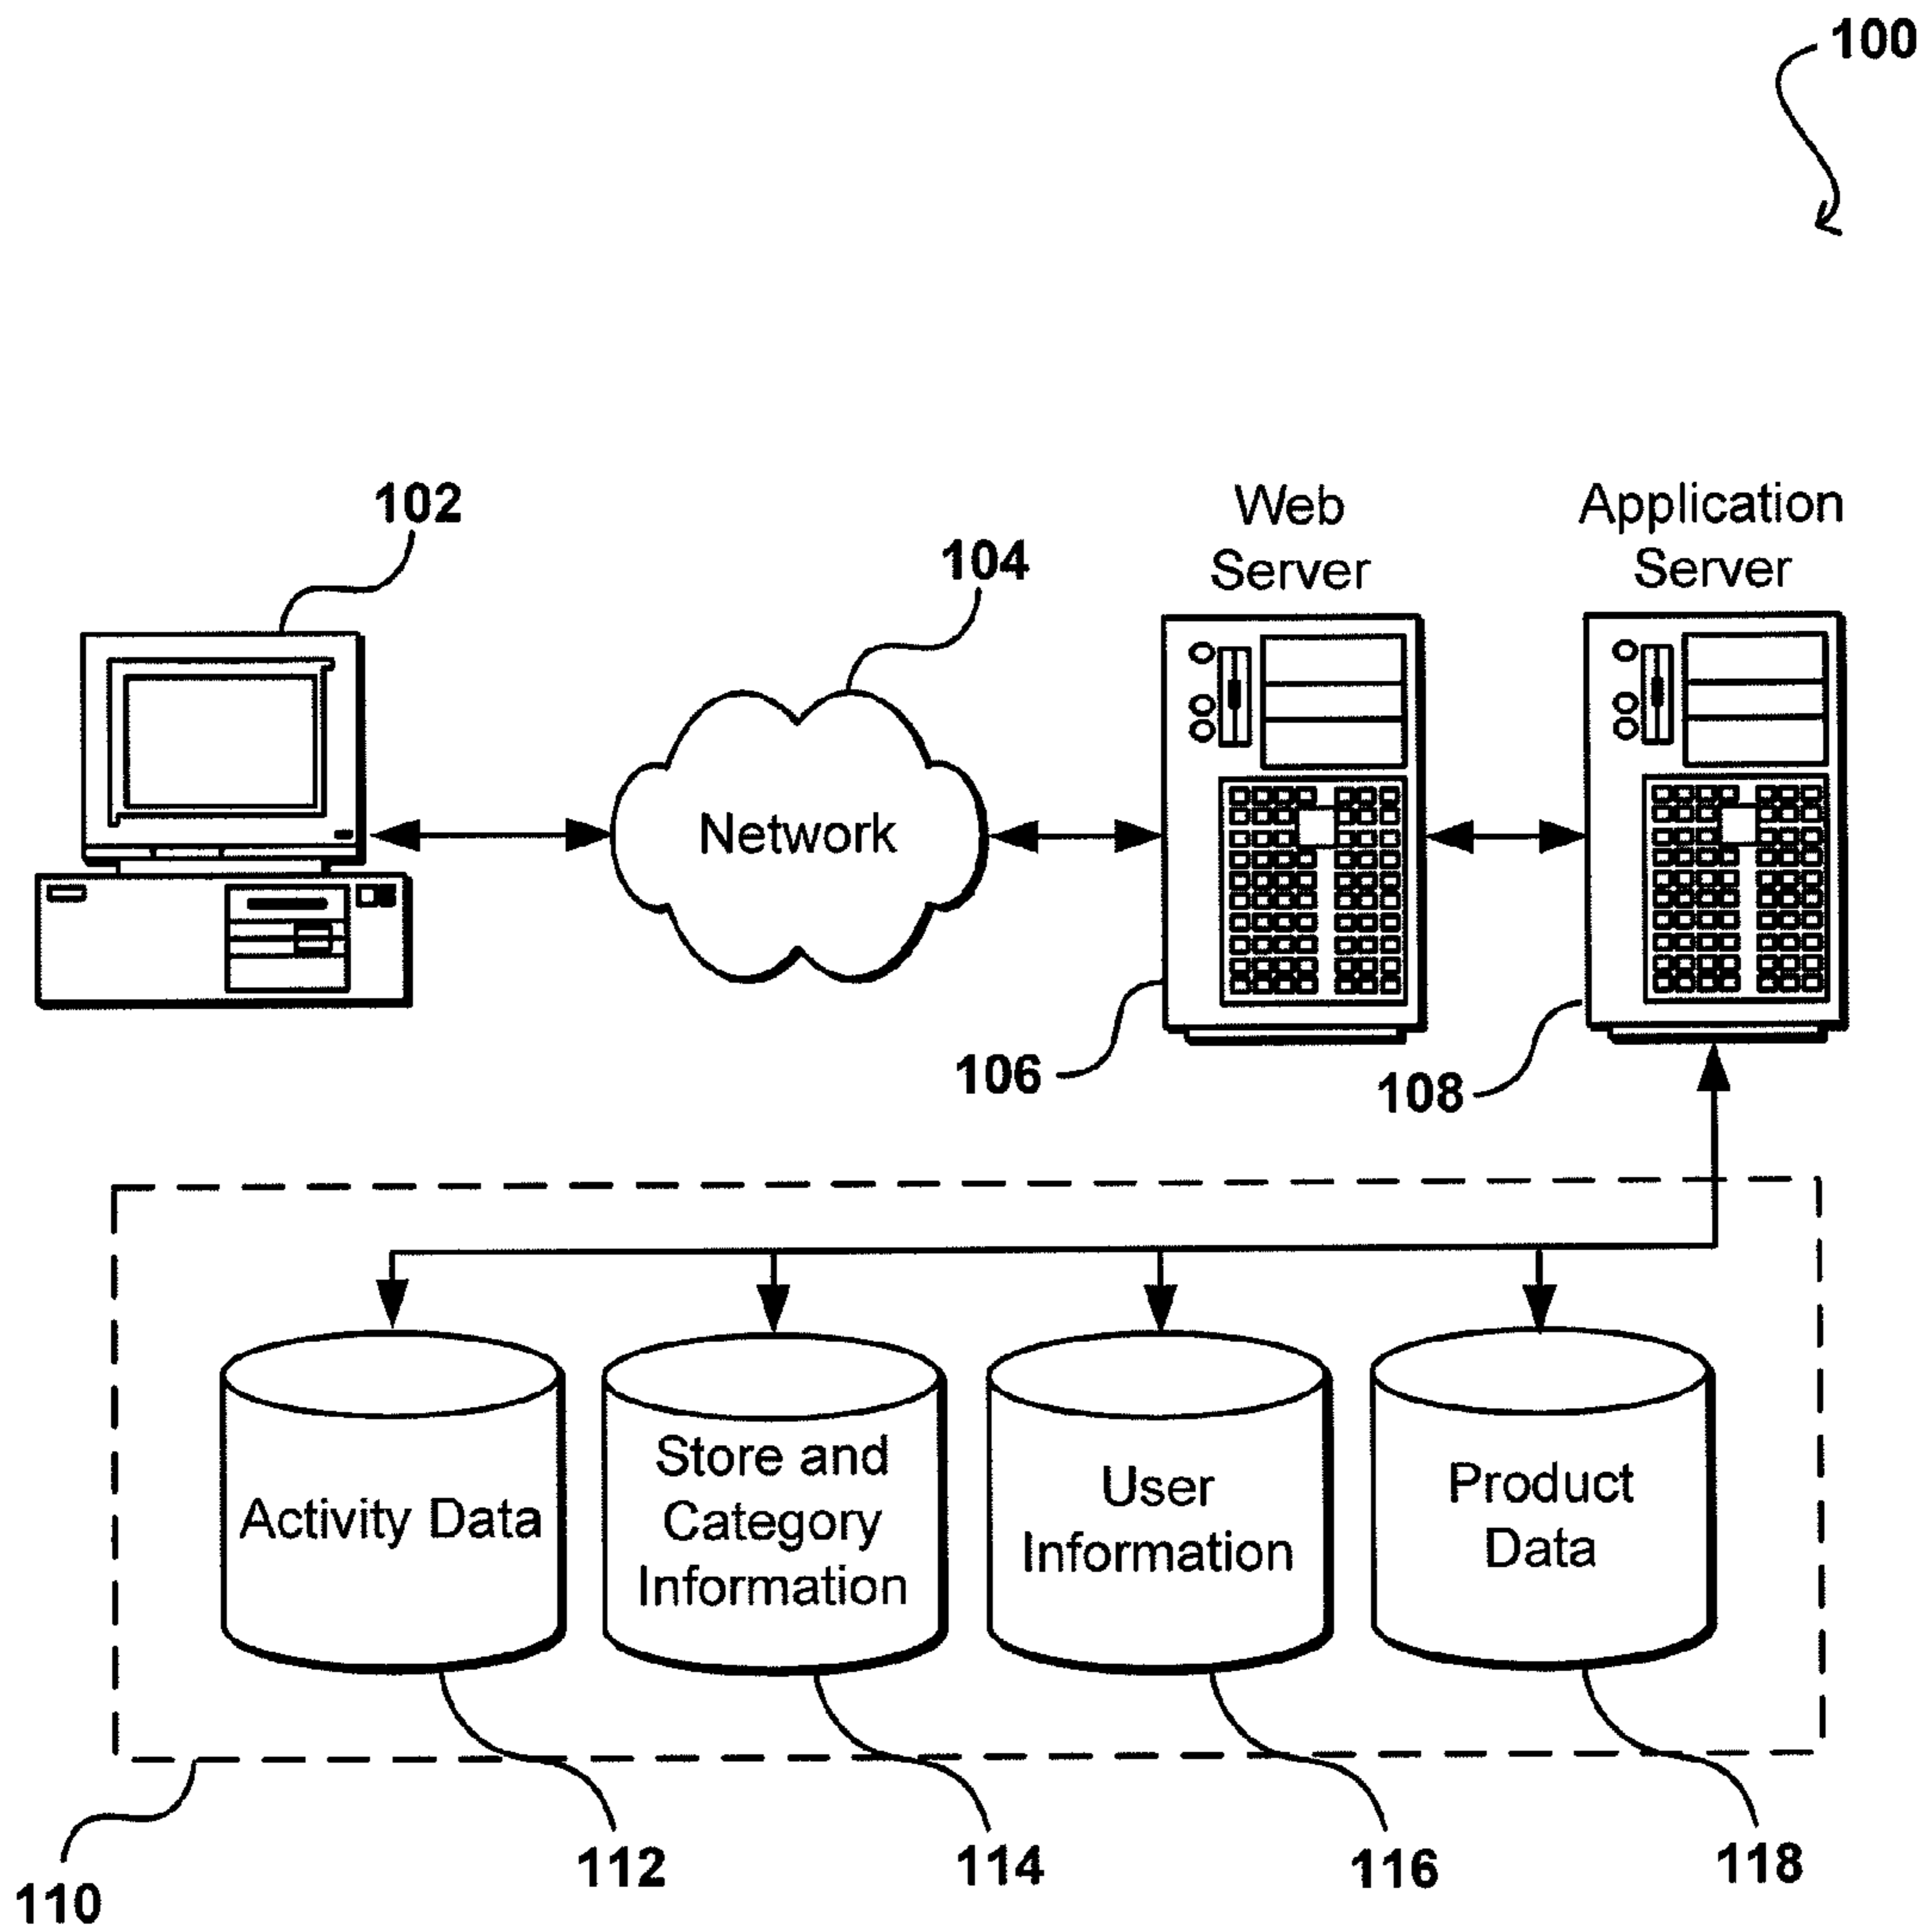 100
102
104
Web
Server
Application
Server
Network
106
108
Activity Data
Store and
Category
Information
User
Information
Product
Data
110
112
114
116
118